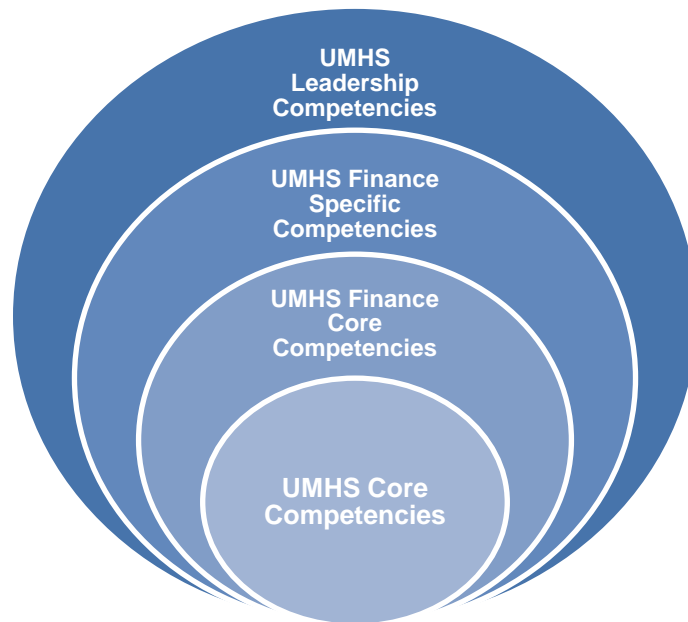 UMHS
Leadership
Competencies
UMHS Finance
Specific
Competencies
UMHS Finance
Core
Competencies
UMHS Core
Competencies